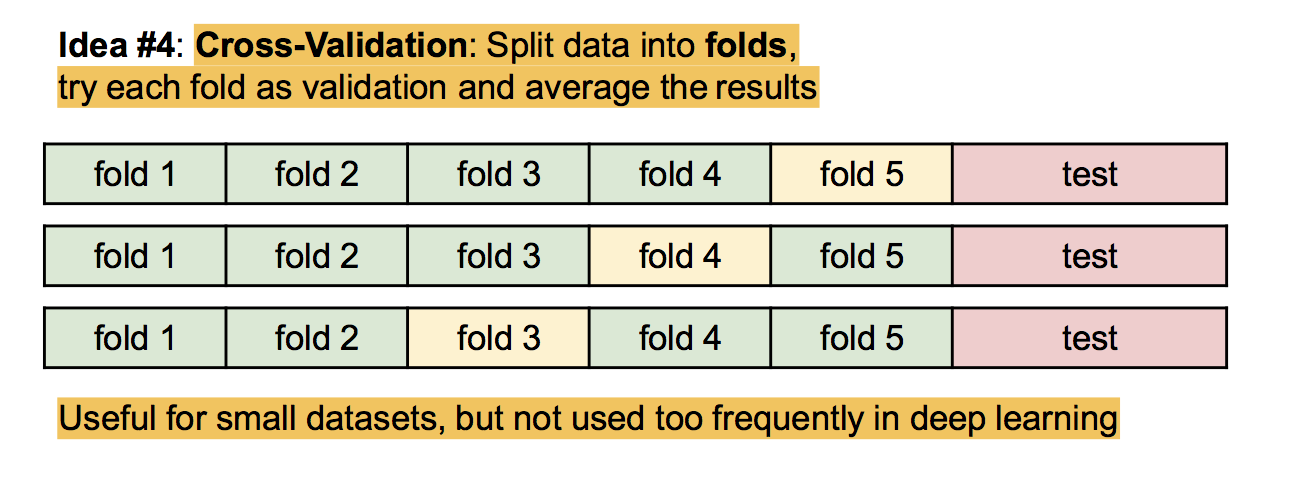 Idea #4: Cross-Validation: Split data into folds,
try each fold as validation and average the results
fold 1 fold 2 fold 3 fold 4 fold 5 test
fold 1 fold 2 fold 3 fold 4 fold 5 test
fold 1 fold 2 fold 3 fold 4 fold 5 test
Useful for small datasets, but not used too frequently in deep learning